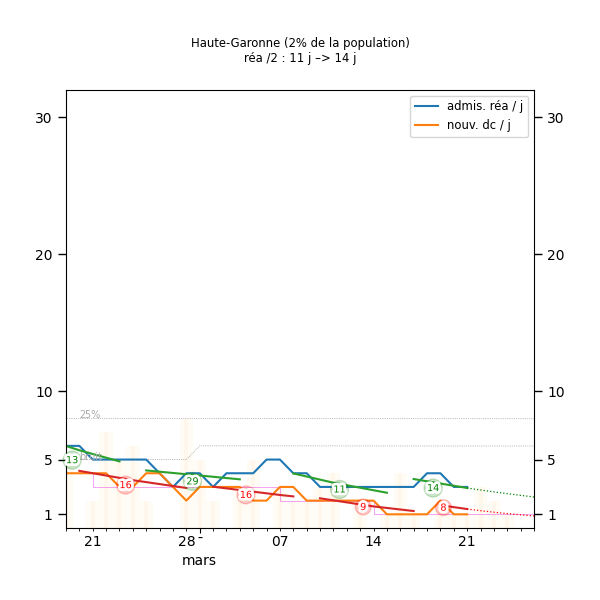 Haute-Garonne (2% de la population)
réa /2 : 11 j –> 14 j
admis. réa / j
nouv. dc / j
30 30
20 20
10 10
25%
5 5
13
16
29
16
11
9
14
8
1 1
21 28 07 14 21
mars